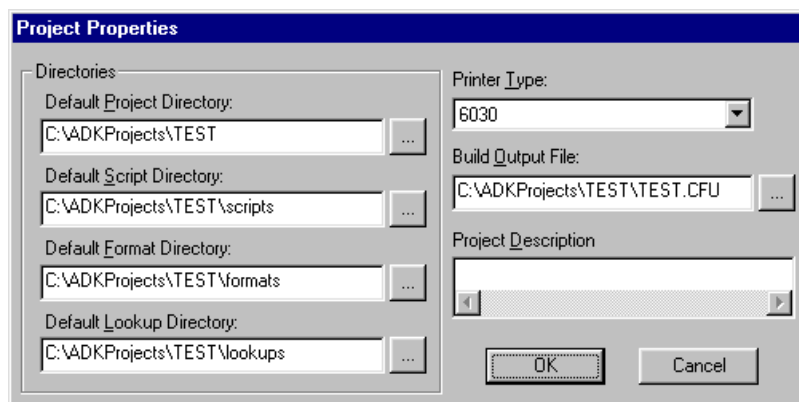 Project Properties
Directories
Default Project Directory:
C:\ADKProjects\TEST
...
Default Script Directory:
C:\ADKProjects\TEST\scripts
...
Default Format Directory:
C:\ADKProjects\TEST\formats
...
Default Lookup Directory:
C:\ADKProjects\TEST\lookups
...
Printer Type:
6030
Build Output File:
C:\ADKProjects\TEST\TEST.CFU
...
Project Description
OK
Cancel